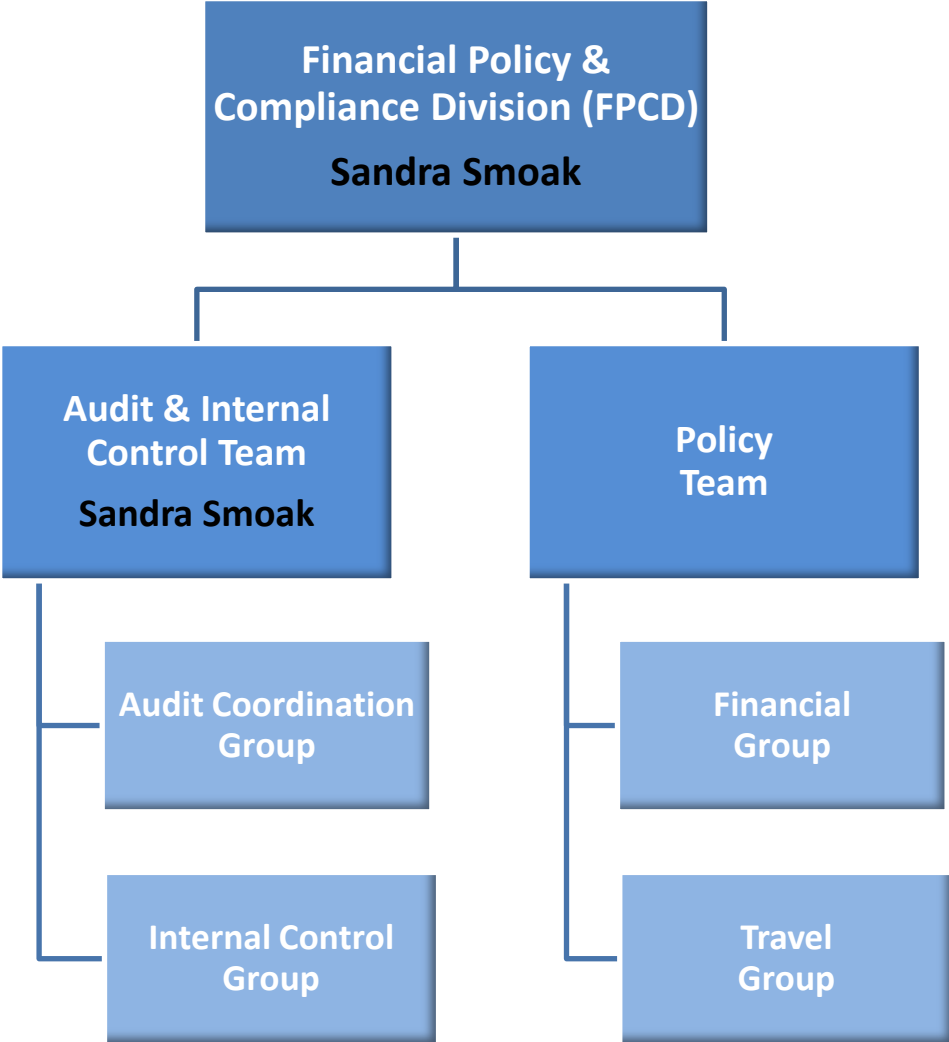 Financial Policy &
Compliance Division (FPCD)
Sandra Smoak
Audit & Internal
Control Team
Sandra Smoak
Policy
Team
Audit Coordination
Group
Financial
Group
Internal Control
Group
Travel
Group